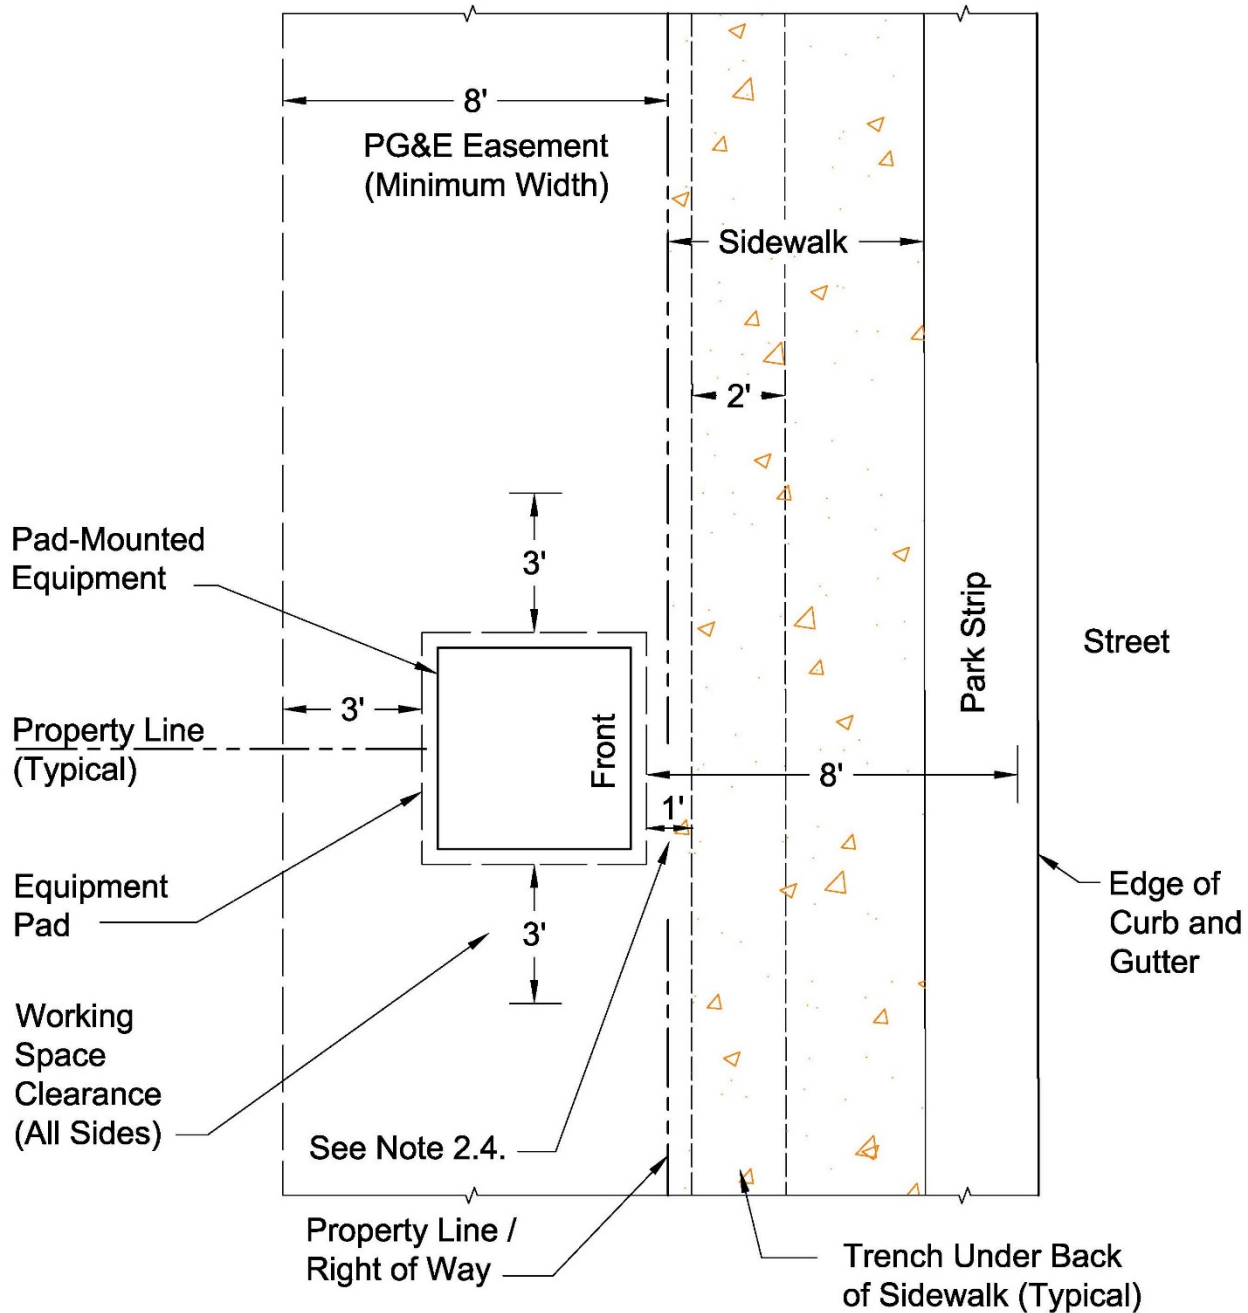 8'
PG&E Easement
(Minimum Width)
Sidewalk
2'
Pad-Mounted
Equipment
3'
Park Strip
Street
3'
Property Line
(Typical)
Front
8'
1'
Equipment
Pad
3'
Edge of
Curb and
Gutter
Working
Space
Clearance
(All Sides)
See Note 2.4.
Property Line /
Right of Way
Trench Under Back
of Sidewalk (Typical)